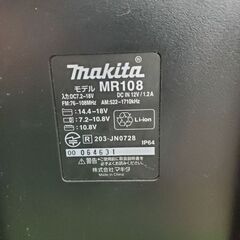 makita
モデル MR108
入力DC7.2-18V DC IN 12V/1.2A
FM:76-108MHz AM:522-1710kHz
:14.4-18V
:7.2-10.8V
:10.8V
Li-ion
R 203-JN0728 IP64
00 064631
株式会社マキタ
Made in China